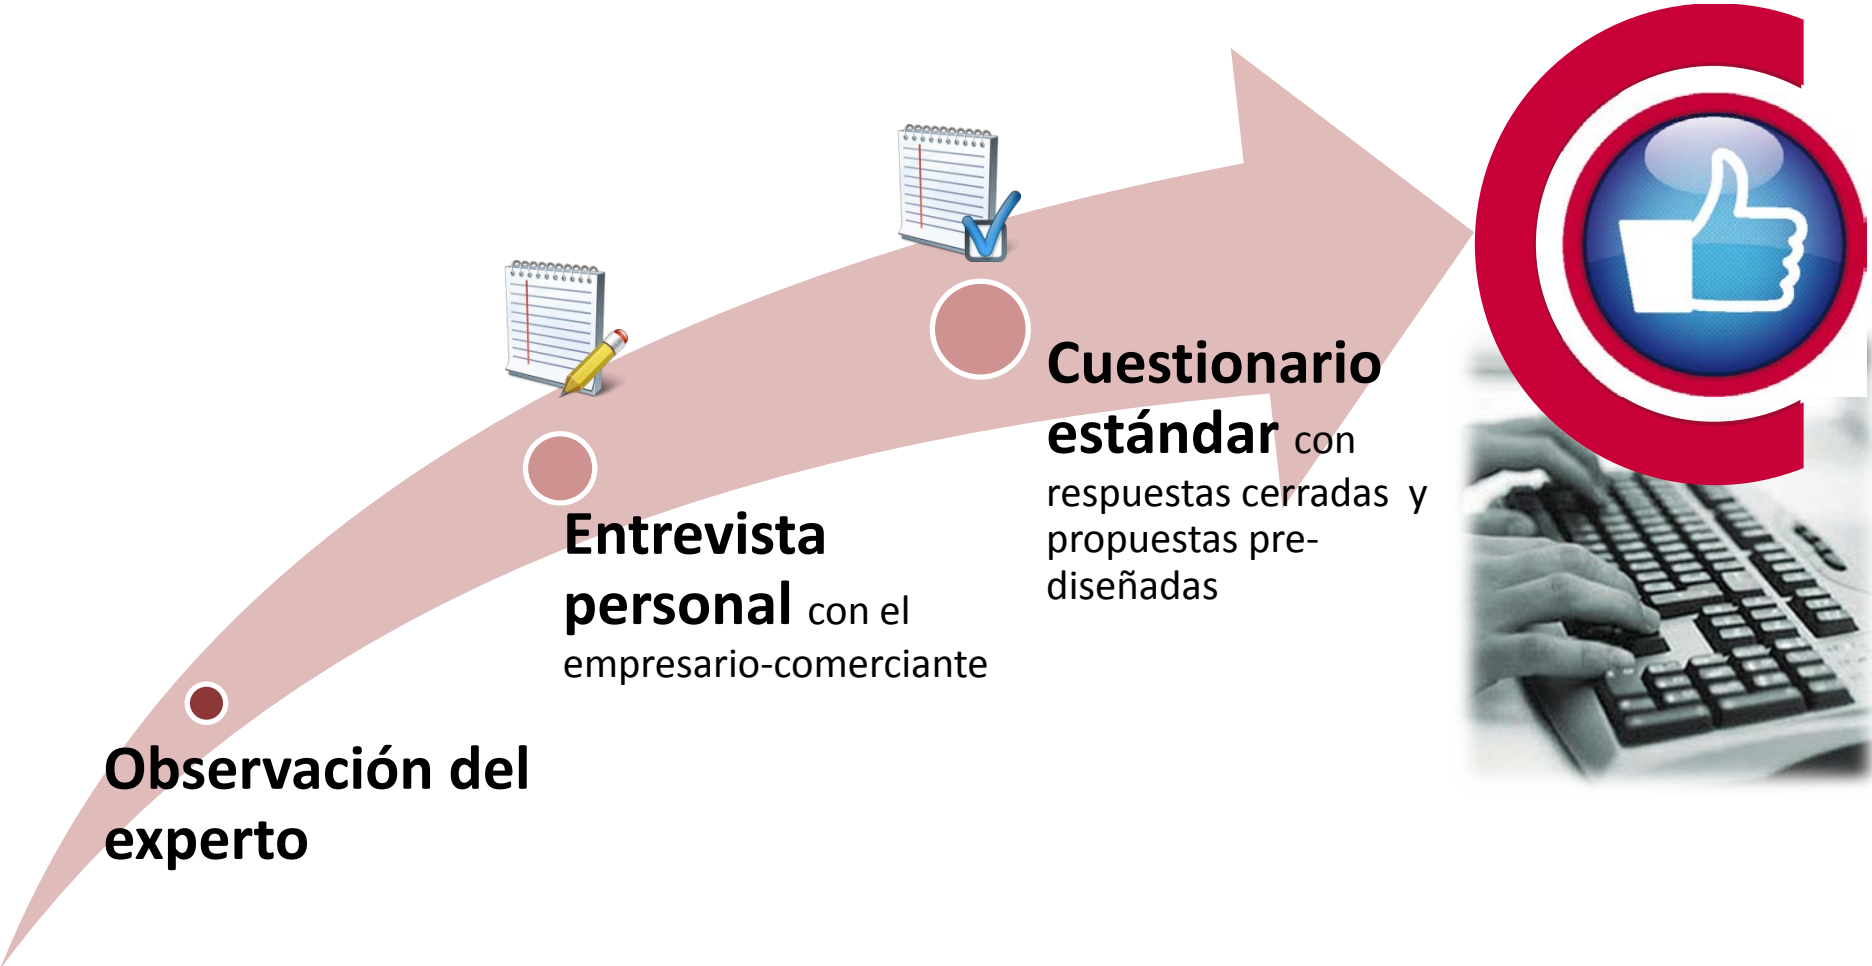 Observación del
experto
Entrevista
personal con el
empresario-comerciante
Cuestionario
estándar con
respuestas cerradas y
propuestas pre-
diseñadas